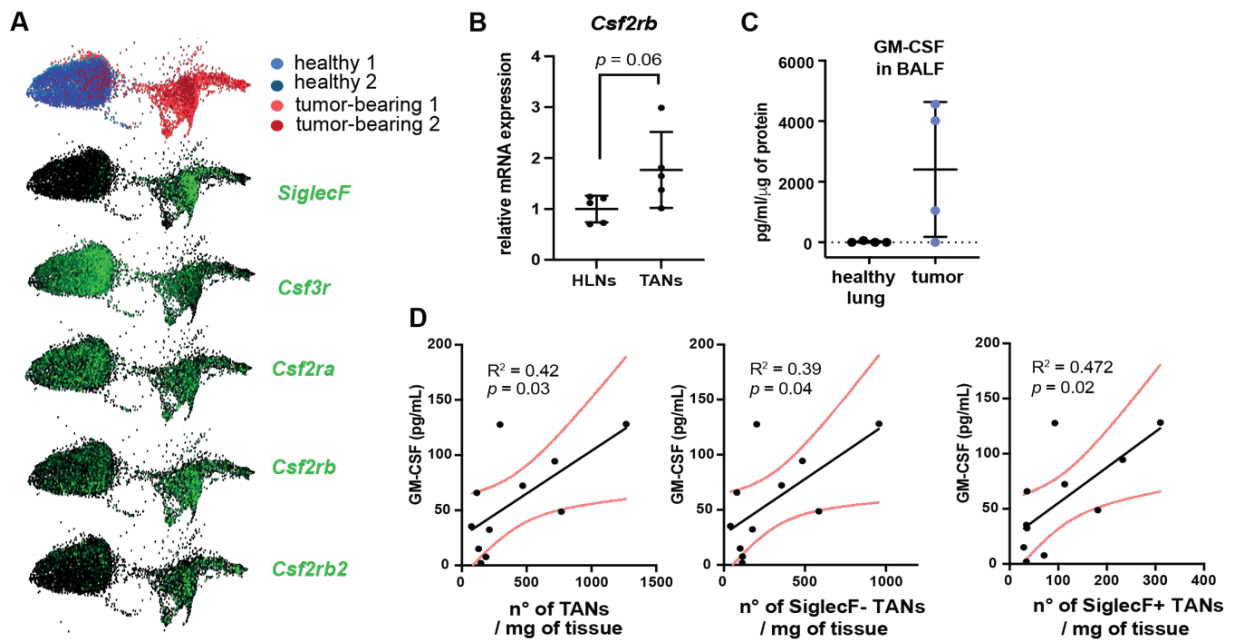 A
healthy 1
healthy 2
tumor-bearing 1
tumor-bearing 2
SiglecF
Csf3r
Csf2ra
Csf2rb
Csf2rb2
B
Csf2rb
p = 0.06
relative mRNA expression
4
3
2
1
0
HLNs TANs
C
GM-CSF
in BALF
pg/ml/µg of protein
6000
4000
2000
0
healthy
lung
tumor
D
GM-CSF (pg/mL)
200
150
100
50
0
R² = 0.42
p = 0.03
0 500 1000 1500
n° of TANs
/ mg of tissue
GM-CSF (pg/mL)
200
150
100
50
0
R² = 0.39
p = 0.04
0 500 1000
n° of SiglecF- TANs
/ mg of tissue
GM-CSF (pg/mL)
200
150
100
50
0
R² = 0.472
p = 0.02
0 100 200 300 400
n° of SiglecF+ TANs
/ mg of tissue